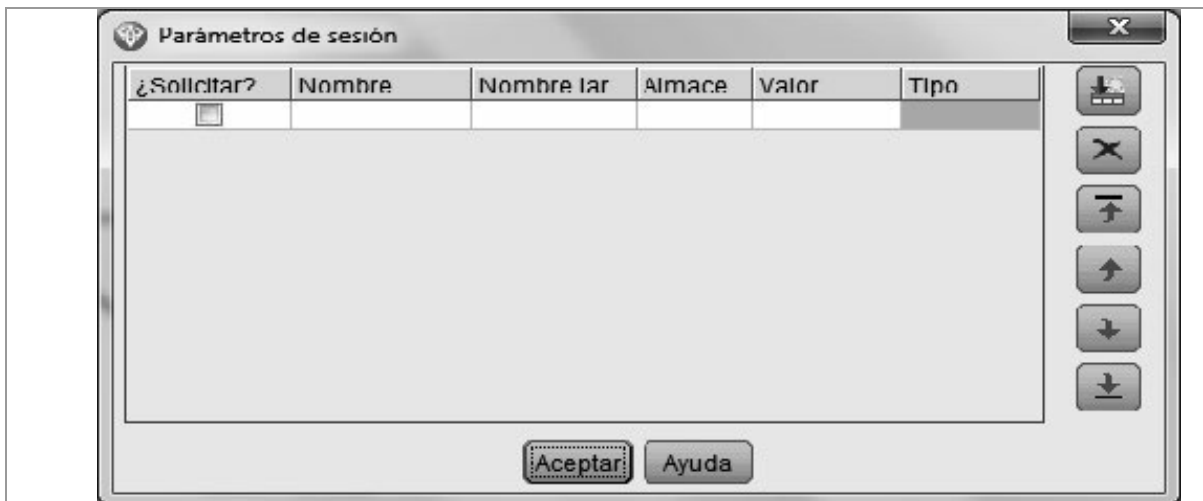 Parámetros de sesión
¿Solicitar? Nombre Nombre lar Almace Valor Tipo
Aceptar Ayuda